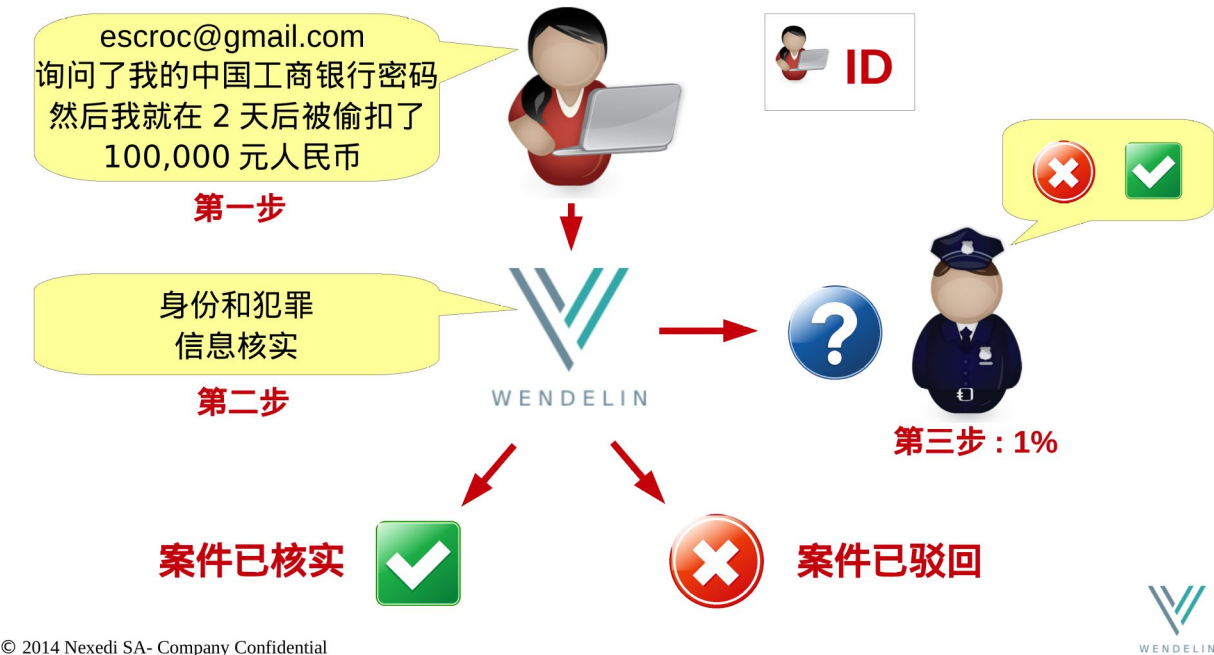 escroc@gmail.com
询问了我的中国工商银行密码
然后我就在 2 天后被偷扣了
100,000 元人民币
第一步
ID
身份和犯罪
信息核实
第二步
WENDELIN
第三步 : 1%
案件已核实
案件已驳回
© 2014 Nexedi SA- Company Confidential
WENDELIN